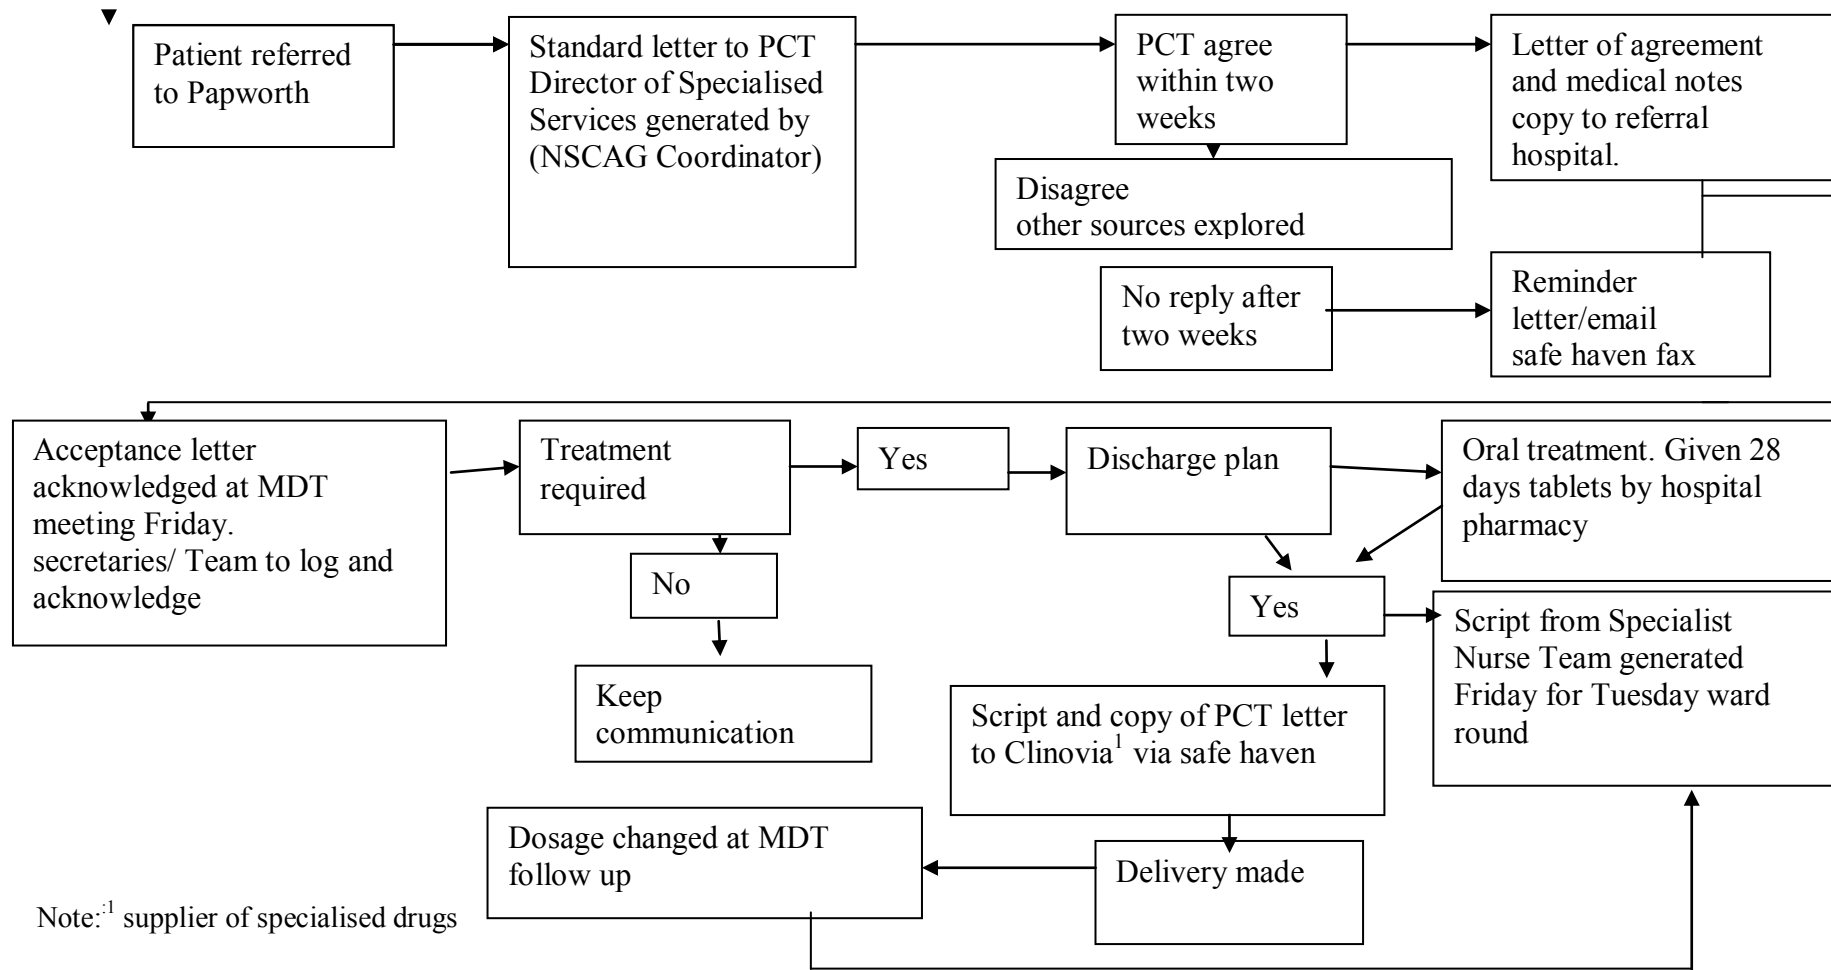 Patient referred
to Papworth
Standard letter to PCT
Director of Specialised
Services generated by
(NSCAG Coordinator)
PCT agree
within two
weeks
Letter of agreement
and medical notes
copy to referral
hospital.
Disagree
other sources explored
No reply after
two weeks
Reminder
letter/email
safe haven fax
Acceptance letter
acknowledged at MDT
meeting Friday.
secretaries/ Team to log and
acknowledge
Treatment
required
Yes
Discharge plan
Oral treatment. Given 28
days tablets by hospital
pharmacy
No
Yes
Keep
communication
Script from Specialist
Nurse Team generated
Friday for Tuesday ward
round
Script and copy of PCT letter
to Clinovia¹ via safe haven
Dosage changed at MDT
follow up
Delivery made
Note:⁚¹ supplier of specialised drugs